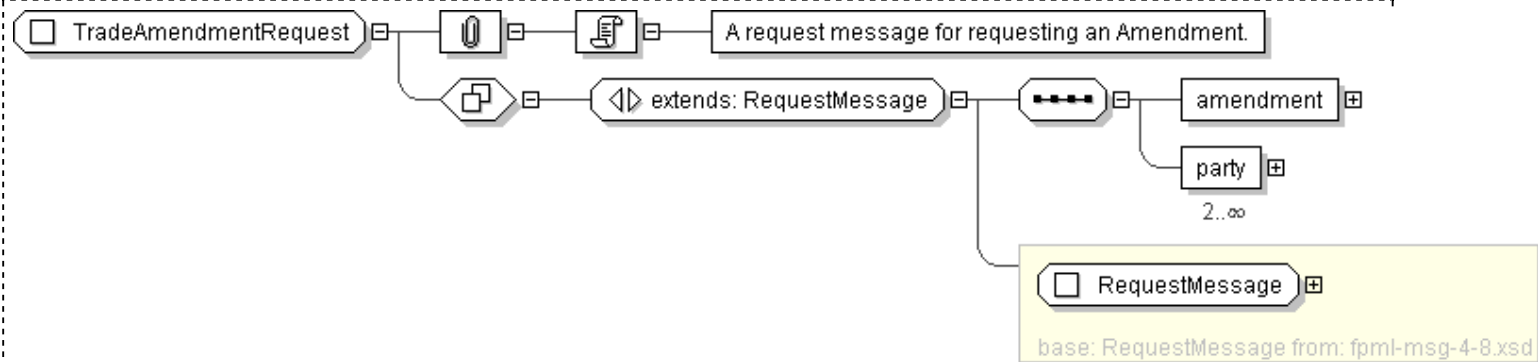 TradeAmendmentRequest
A request message for requesting an Amendment.
extends: RequestMessage
amendment
party
2..∞
RequestMessage
base: RequestMessage from: fpml-msg-4-8.xsd